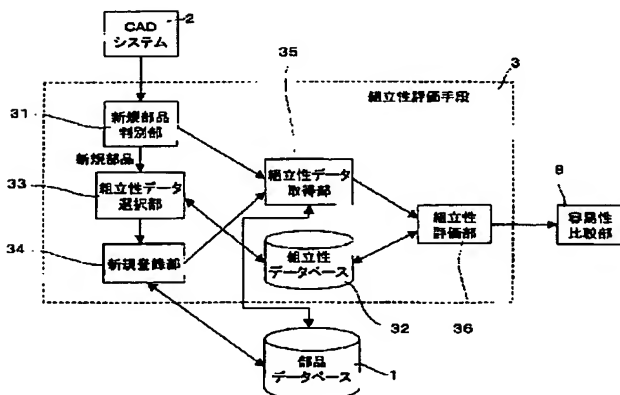 2
CAD
システム
35
3
組立性評価手段
31
新規部品
判別部
新規部品
33
組立性データ
選択部
組立性データ
取得部
8
組立性
評価部
容易性
比較部
34
新規登録部
組立性
データベース
32
36
部品
データベース
1